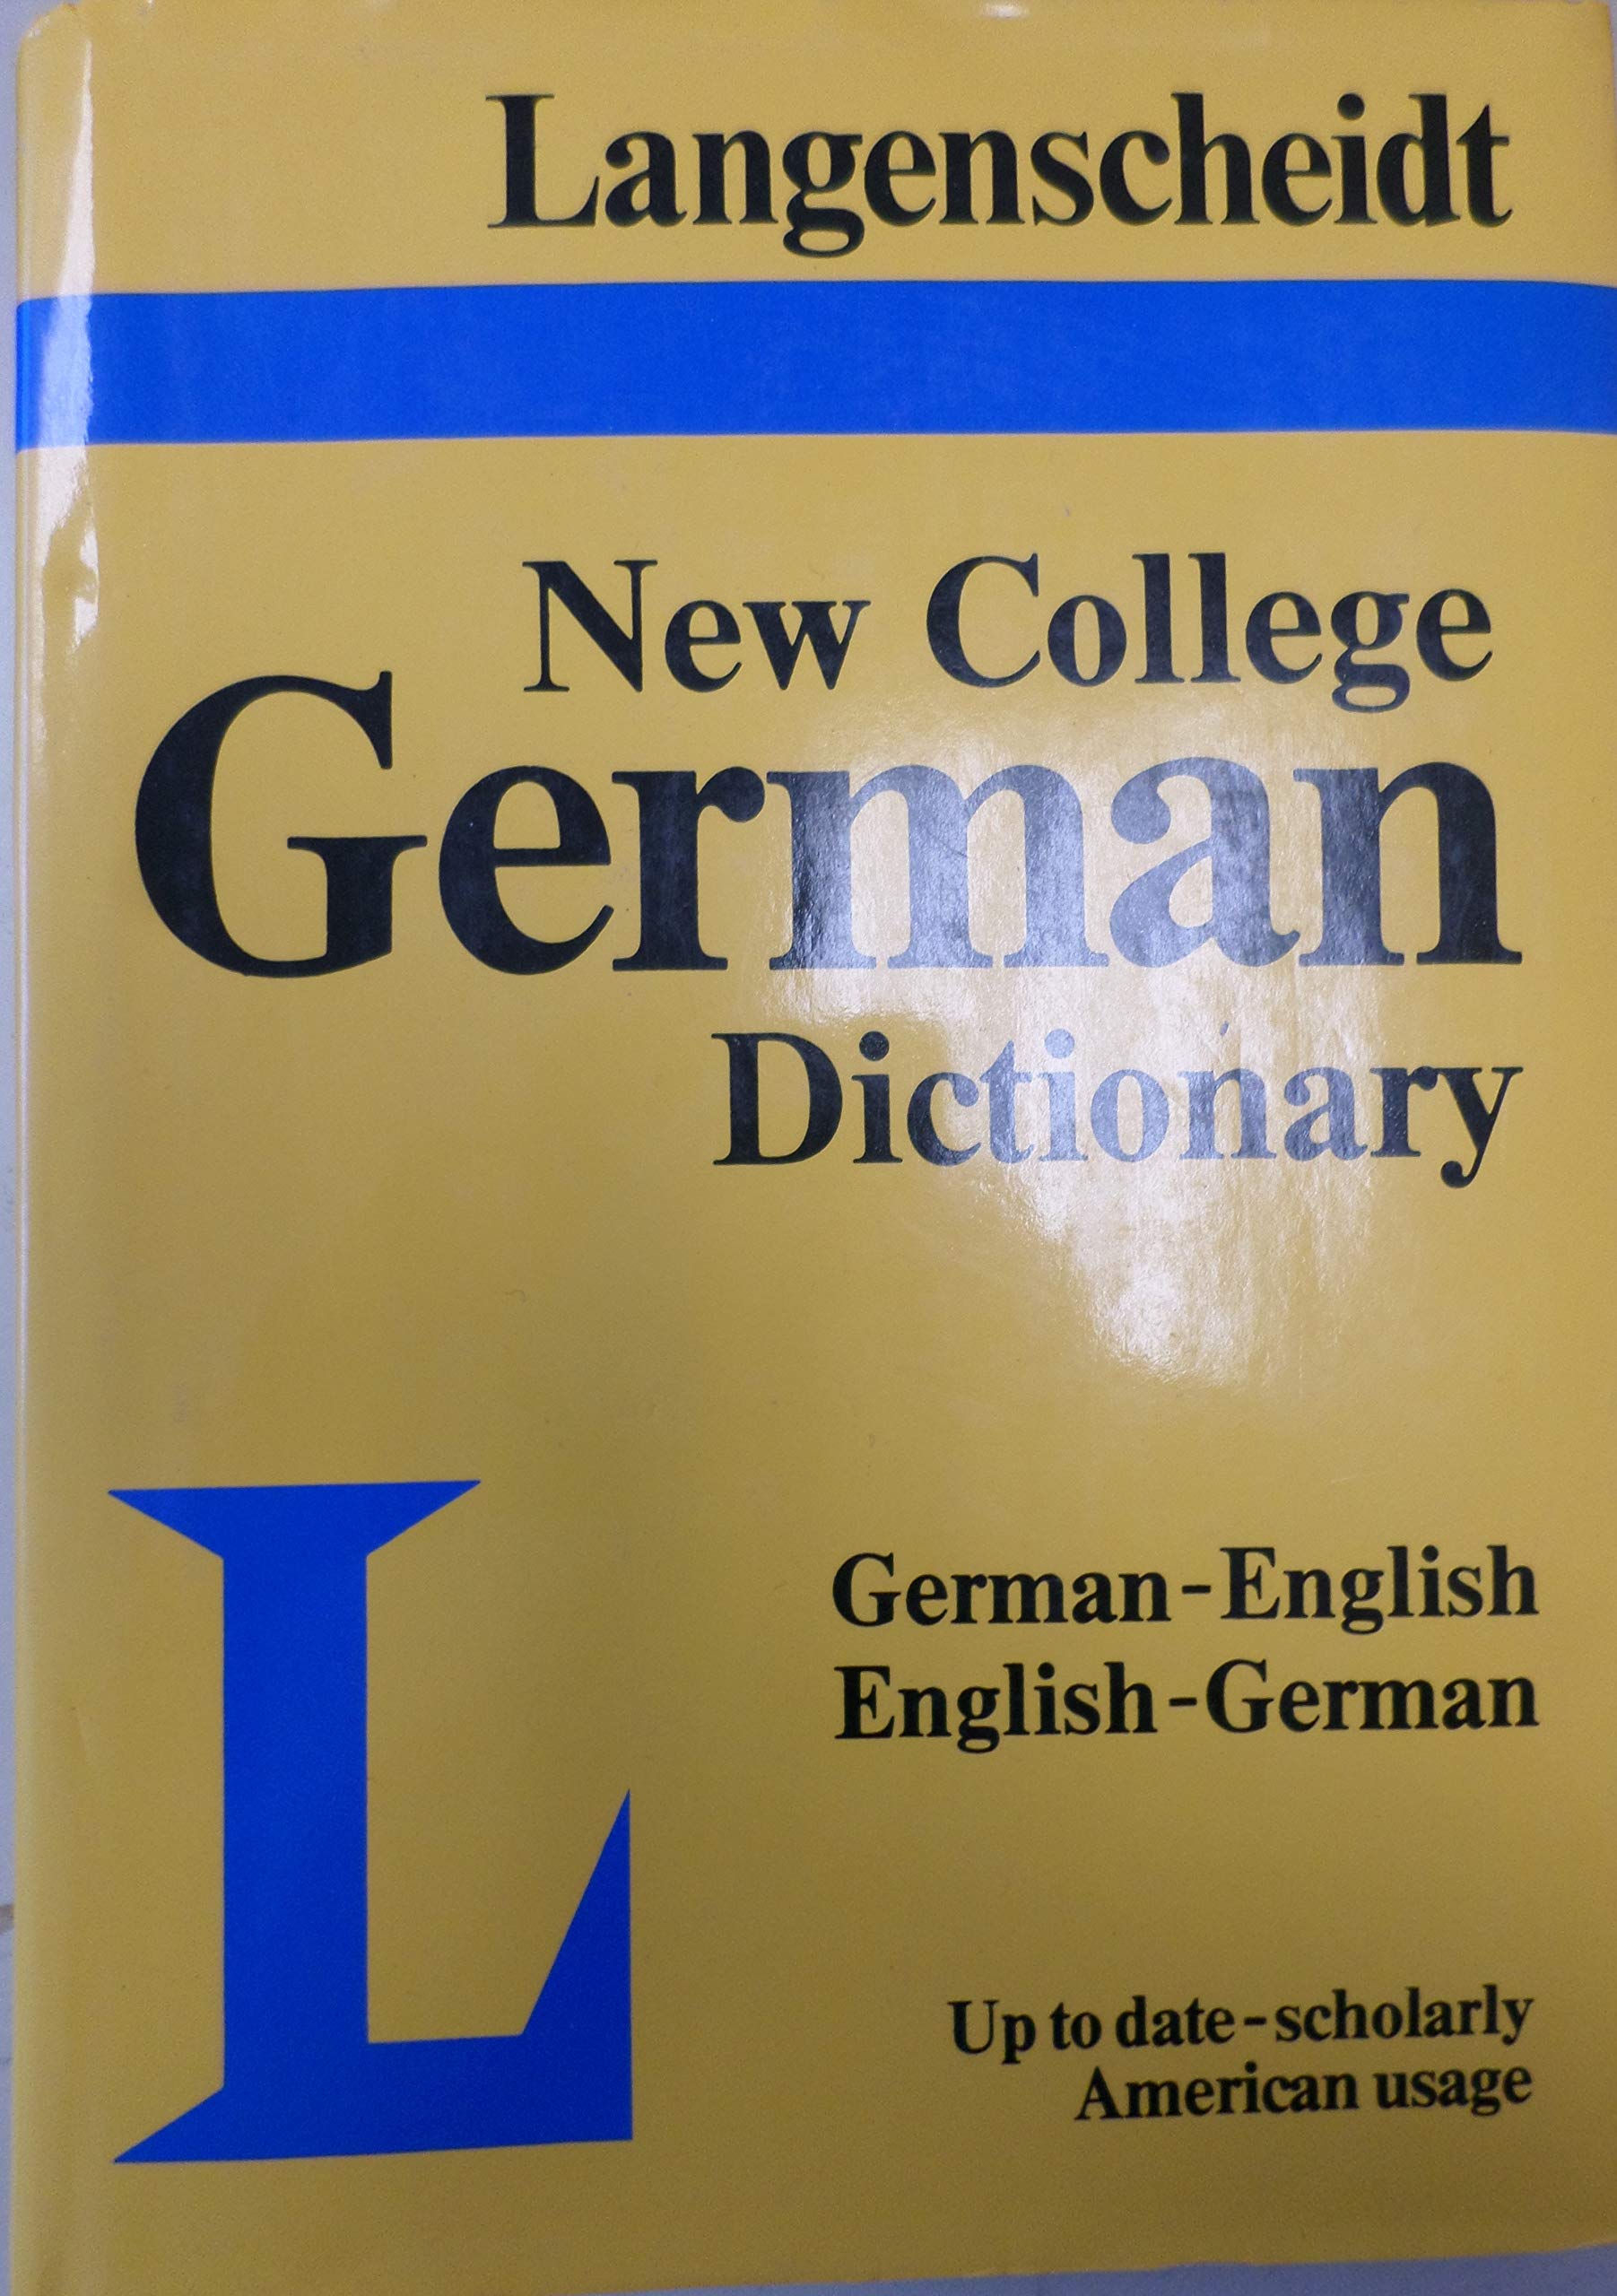 Langenscheidt
New College
German
Dictionary
L
German-English
English-German
Up to date-scholarly
American usage